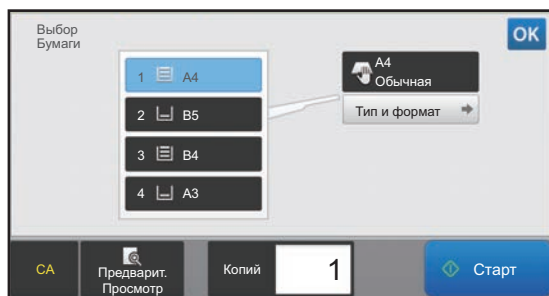 Выбор
Бумаги
OK
1 A4
2 B5
3 B4
4 A3
A4
Обычная
Тип и формат
CA
Предварит.
Просмотр
Копий
1
Старт